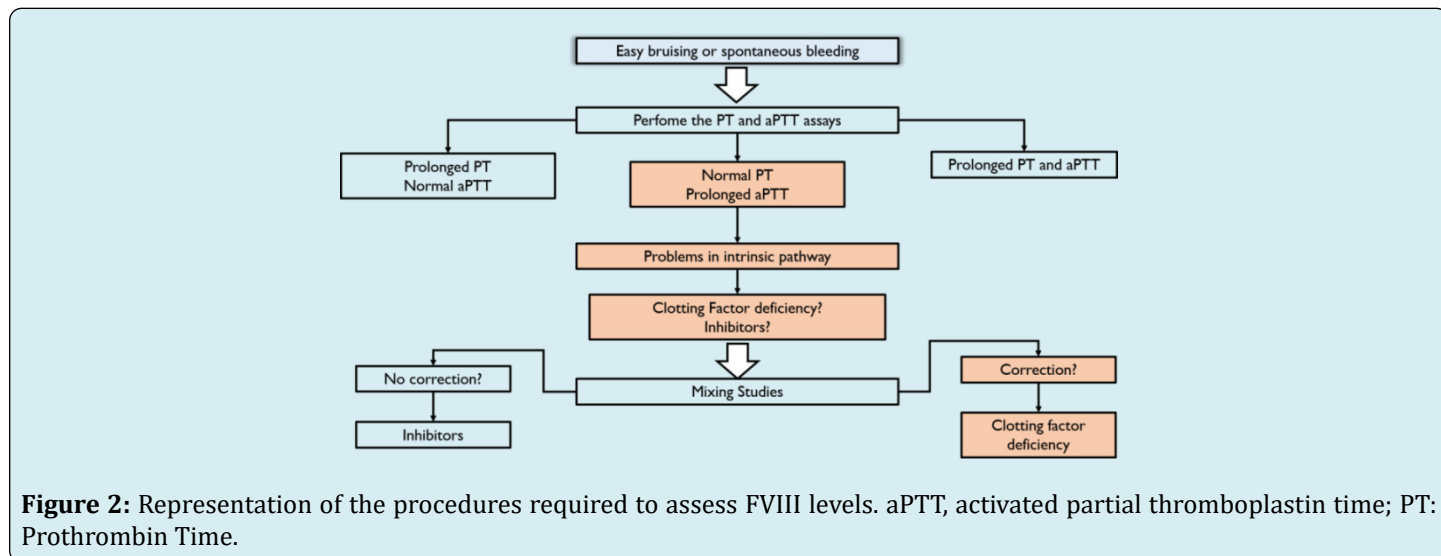 Easy bruising or spontaneous bleeding
Perfome the PT and aPTT assays
Prolonged PT
Normal aPTT
Normal PT
Prolonged aPTT
Prolonged PT and aPTT
Problems in intrinsic pathway
Clotting Factor deficiency?
Inhibitors?
No correction?
Mixing Studies
Correction?
Inhibitors
Clotting factor
deficiency
Figure 2: Representation of the procedures required to assess FVIII levels. aPTT, activated partial thromboplastin time; PT:
Prothrombin Time.